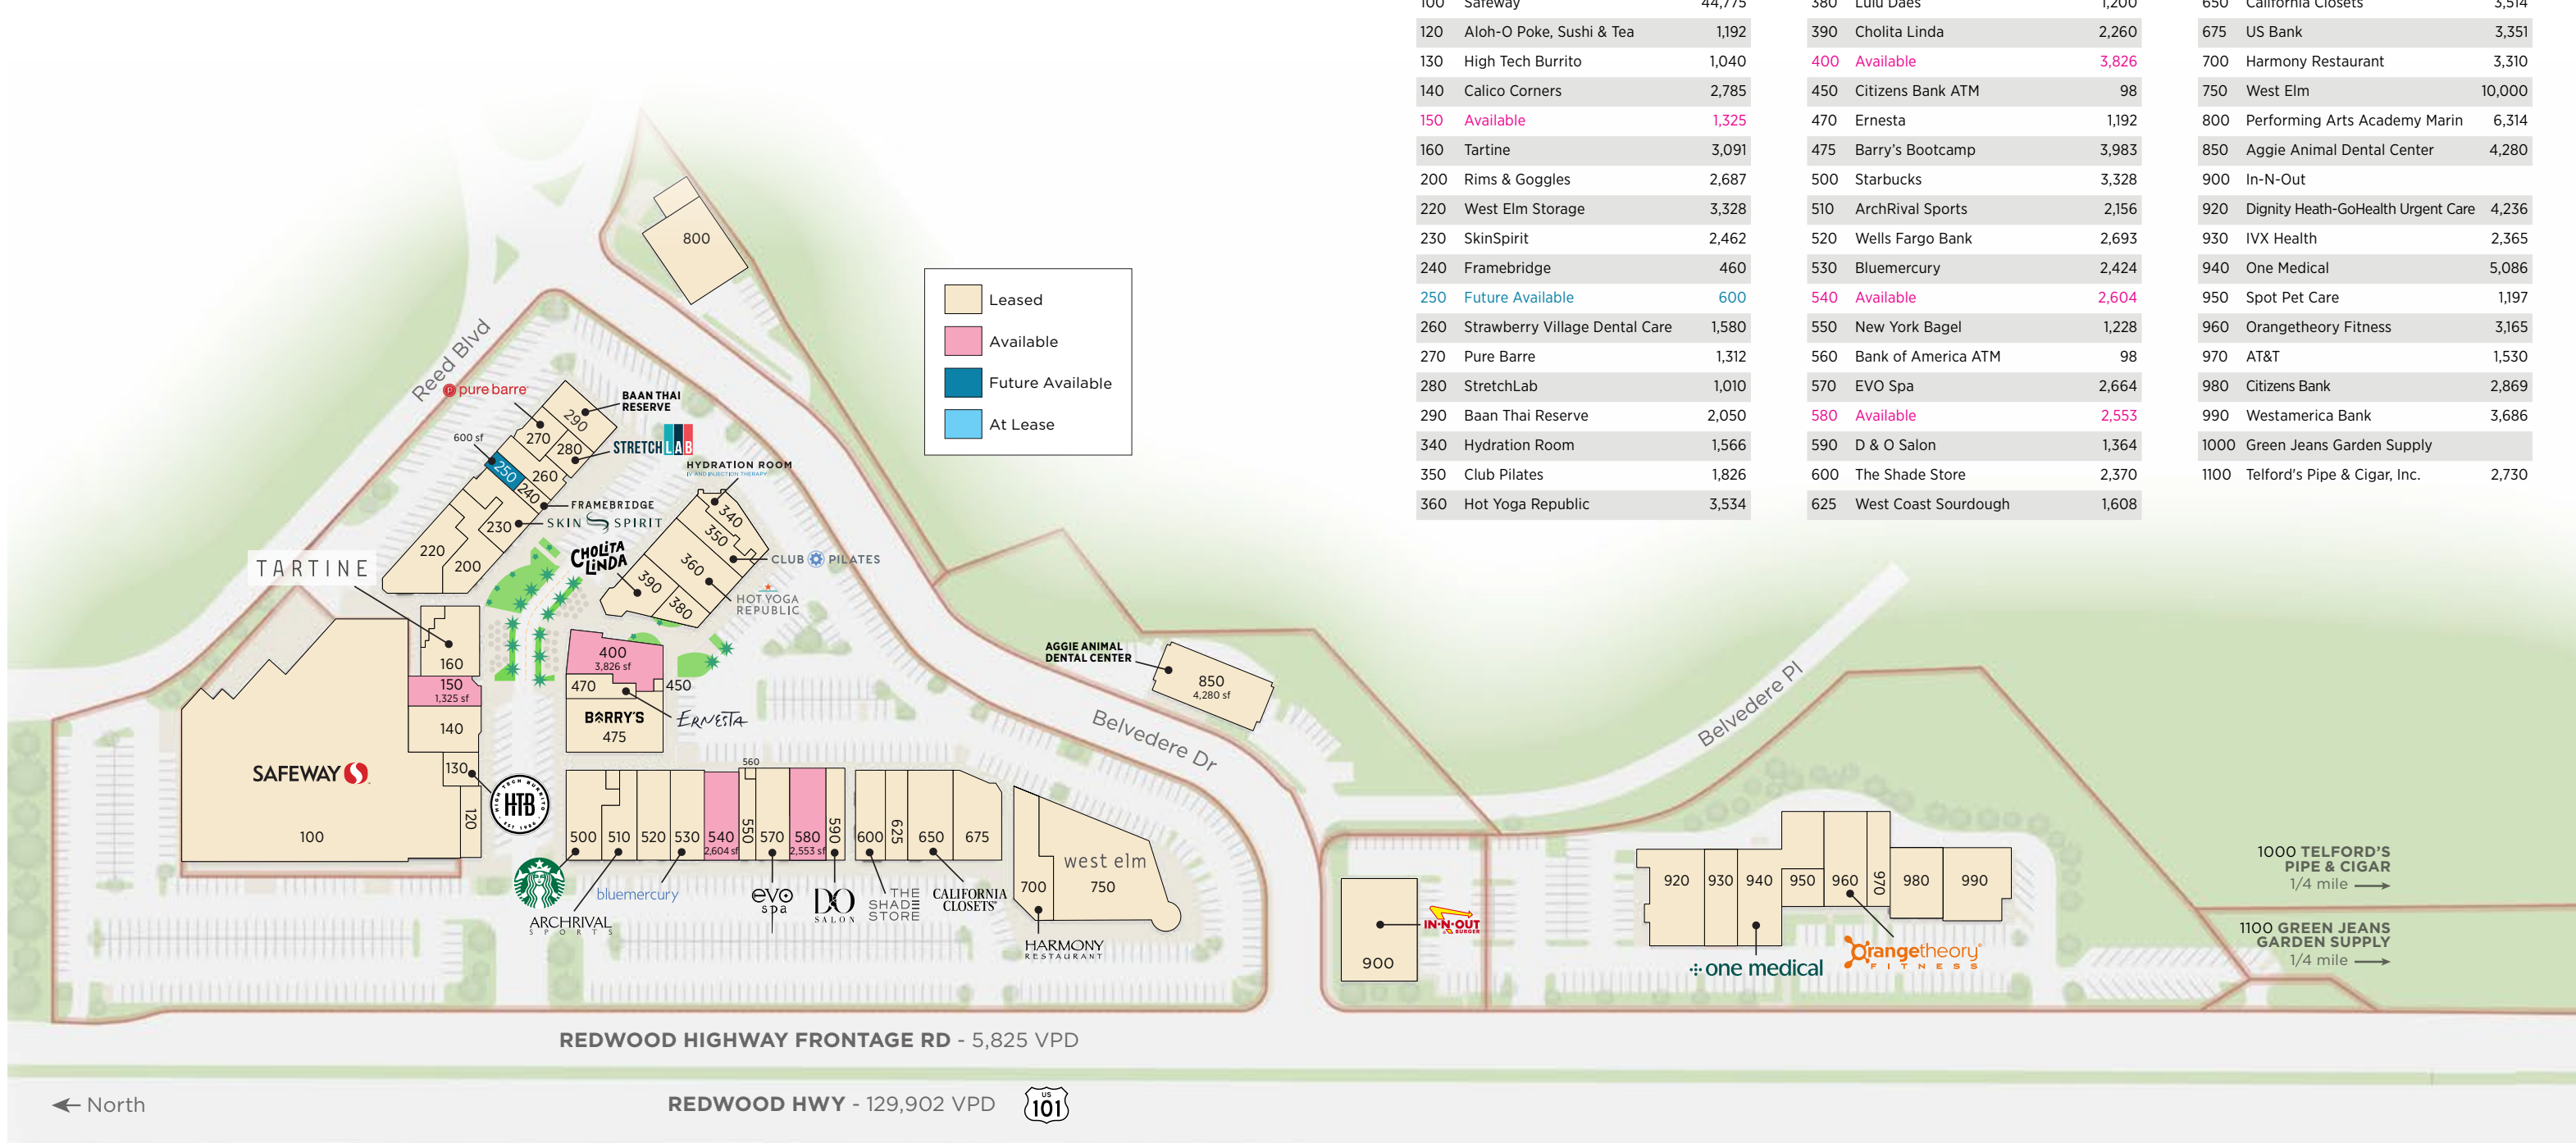 100 Safeway 44,775
120 Aloh-O Poke, Sushi & Tea 1,192
130 High Tech Burrito 1,040
140 Calico Corners 2,785
150 Available 1,325
160 Tartine 3,091
200 Rims & Goggles 2,687
220 West Elm Storage 3,328
230 SkinSpirit 2,462
240 Framebridge 460
250 Future Available 600
260 Strawberry Village Dental Care 1,580
270 Pure Barre 1,312
280 StretchLab 1,010
290 Baan Thai Reserve 2,050
340 Hydration Room 1,566
350 Club Pilates 1,826
360 Hot Yoga Republic 3,534
380 Lulu Daes 1,200
390 Cholita Linda 2,260
400 Available 3,826
450 Citizens Bank ATM 98
470 Ernesta 1,192
475 Barry's Bootcamp 3,983
500 Starbucks 3,328
510 ArchRival Sports 2,156
520 Wells Fargo Bank 2,693
530 Bluemercury 2,424
540 Available 2,604
550 New York Bagel 1,228
560 Bank of America ATM 98
570 EVO Spa 2,664
580 Available 2,553
590 D & O Salon 1,364
600 The Shade Store 2,370
625 West Coast Sourdough 1,608
650 California Closets 3,514
675 US Bank 3,351
700 Harmony Restaurant 3,310
750 West Elm 10,000
800 Performing Arts Academy Marin 6,314
850 Aggie Animal Dental Center 4,280
900 In-N-Out
920 Dignity Heath-GoHealth Urgent Care 4,236
930 IVX Health 2,365
940 One Medical 5,086
950 Spot Pet Care 1,197
960 Orangetheory Fitness 3,165
970 AT&T 1,530
980 Citizens Bank 2,869
990 Westamerica Bank 3,686
1000 Green Jeans Garden Supply
1100 Telford's Pipe & Cigar, Inc. 2,730
800
Leased
Available
Future Available
At Lease
Reed Blvd
pure barre
BAAN THAI
RESERVE
290
270
280
STRETCH LAB
600 sf
250
260
240
HYDRATION ROOM
IV AND INJECTION THERAPY
FRAMEBRIDGE
230
SKIN SPIRIT
220
200
340
350
360
390
380
CHOLITA
LINDA
CLUB PILATES
HOT YOGA
REPUBLIC
TARTINE
160
150
1,325 sf
140
130
120
SAFEWAY
100
HIGH TECH BURRITO
HTB
EST 1986
400
3,826 sf
470
450
BARRY'S
475
ERNESTA
AGGIE ANIMAL
DENTAL CENTER
850
4,280 sf
Belvedere Dr
Belvedere Pl
560
500
510
520
530
540
2,604 sf
550
570
580
2,553 sf
590
600
625
650
675
bluemercury
ARCHRIVAL
SPORTS
evo
spa
DO
SALON
THE
SHADE
STORE
CALIFORNIA
CLOSETS
700
west elm
750
HARMONY
RESTAURANT
900
IN-N-OUT
BURGER
920
930
940
950
960
970
980
990
one medical
Orangetheory
FITNESS
1000 TELFORD'S
PIPE & CIGAR
1/4 mile
1100 GREEN JEANS
GARDEN SUPPLY
1/4 mile
REDWOOD HIGHWAY FRONTAGE RD - 5,825 VPD
North
REDWOOD HWY - 129,902 VPD
US
101